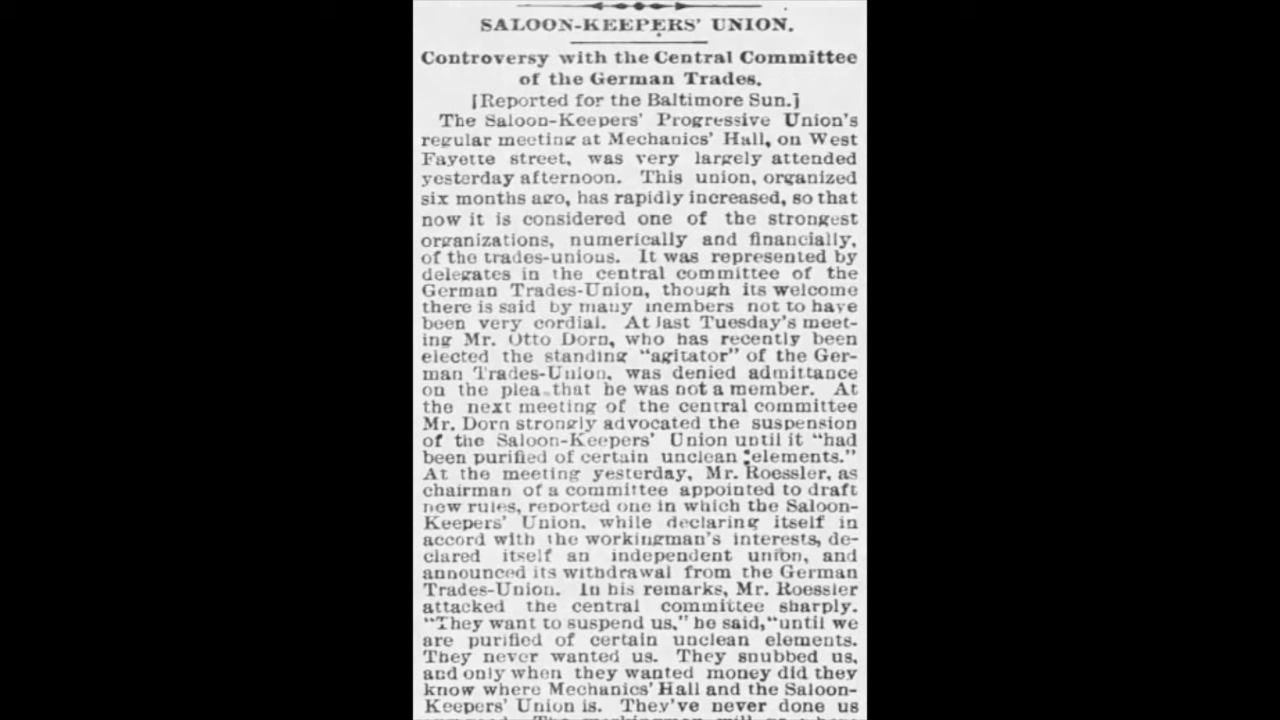 SALOON-KEEPERS' UNION.
Controversy with the Central Committee
of the German Trades.
[Reported for the Baltimore Sun.]
The Saloon-Keepers' Progressive Union's
regular meeting at Mechanics' Hall, on West
Fayette street, was very largely attended
yesterday afternoon. This union, organized
six months ago, has rapidly increased, so that
now it is considered one of the strongest
organizations, numerically and financially,
of the trades-unions. It was represented by
delegates in the central committee of the
German Trades-Union, though its welcome
there is said by many members not to have
been very cordial. At last Tuesday's meet-
ing Mr. Otto Dorn, who has recently been
elected the standing "agitator" of the Ger-
man Trades-Union, was denied admittance
on the plea that he was not a member. At
the next meeting of the central committee
Mr. Dorn strongly advocated the suspension
of the Saloon-Keepers' Union until it "had
been purified of certain unclean elements."
At the meeting yesterday, Mr. Roessler, as
chairman of a committee appointed to draft
new rules, reported one in which the Saloon-
Keepers' Union, while declaring itself in
accord with the workingman's interests, de-
clared itself an independent union, and
announced its withdrawal from the German
Trades-Union. In his remarks, Mr. Roessler
attacked the central committee sharply.
"They want to suspend us," he said, "until we
are purified of certain unclean elements.
They never wanted us. They snubbed us,
and only when they wanted money did they
know where Mechanics' Hall and the Saloon-
Keepers' Union is. They've never done us